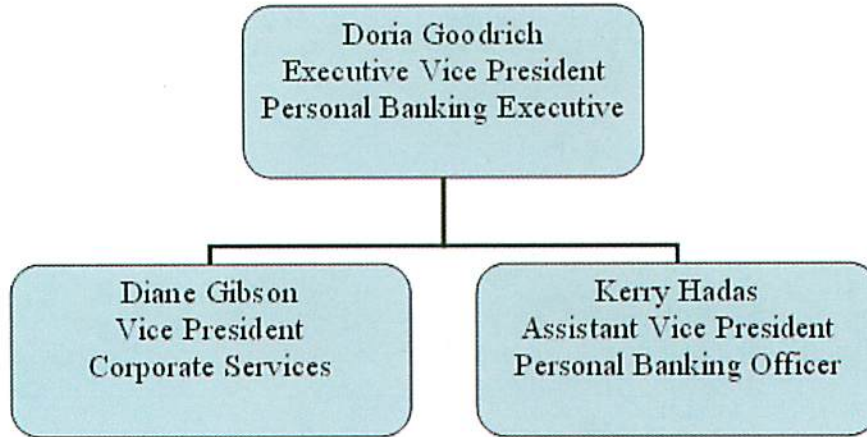 Doria Goodrich
Executive Vice President
Personal Banking Executive
Diane Gibson
Vice President
Corporate Services
Kerry Hadas
Assistant Vice President
Personal Banking Officer